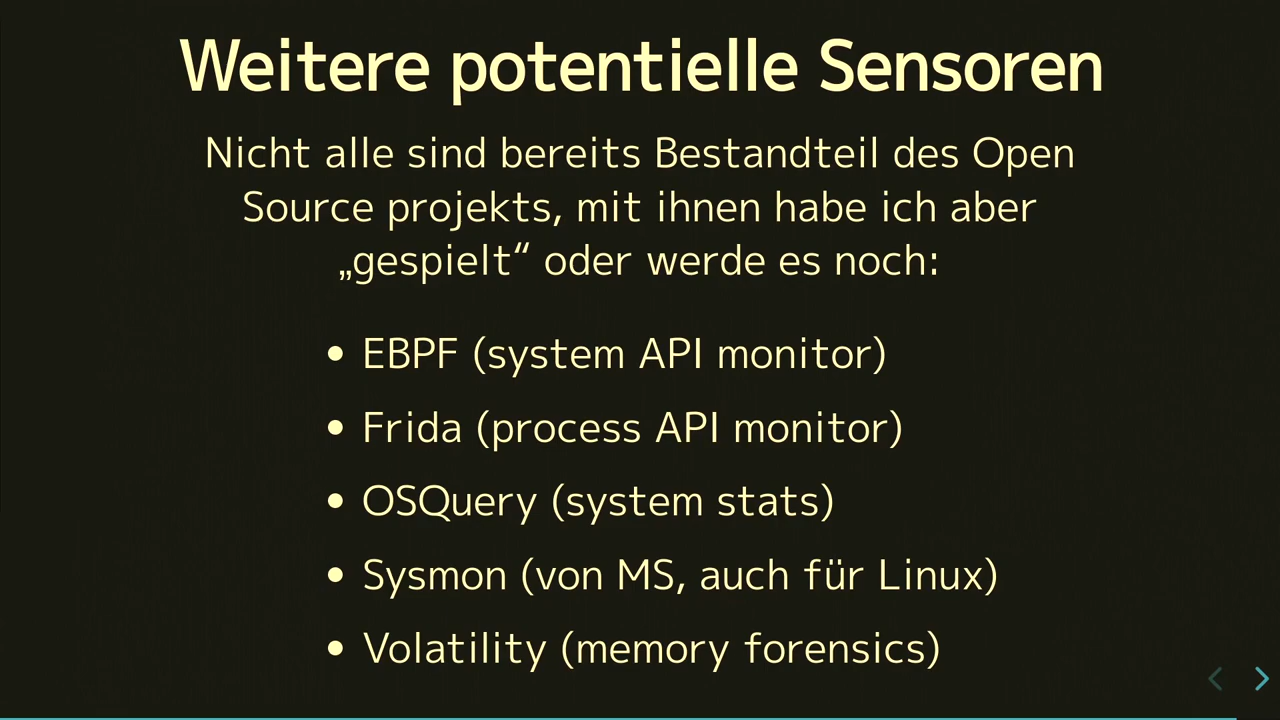 Weitere potentielle Sensoren
Nicht alle sind bereits Bestandteil des Open
Source projekts, mit ihnen habe ich aber
„gespielt“ oder werde es noch:
• EBPF (system API monitor)
• Frida (process API monitor)
• OSQuery (system stats)
• Sysmon (von MS, auch für Linux)
• Volatility (memory forensics)